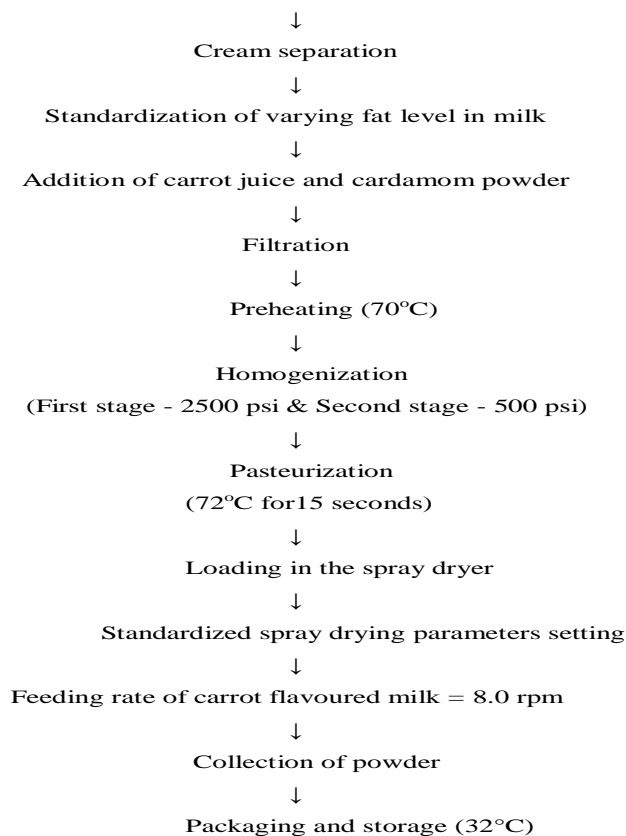 ↓
Cream separation
↓
Standardization of varying fat level in milk
↓
Addition of carrot juice and cardamom powder
↓
Filtration
↓
Preheating (70°C)
↓
Homogenization
(First stage - 2500 psi & Second stage - 500 psi)
↓
Pasteurization
(72°C for15 seconds)
↓
Loading in the spray dryer
↓
Standardized spray drying parameters setting
↓
Feeding rate of carrot flavoured milk = 8.0 rpm
↓
Collection of powder
↓
Packaging and storage (32°C)